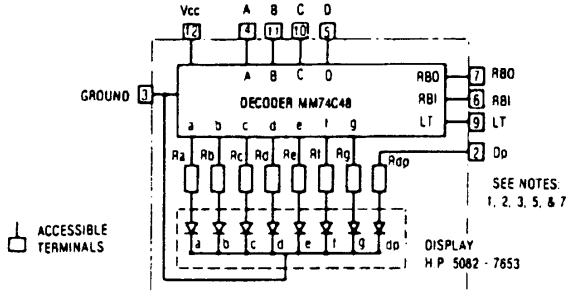 Vcc A B C D
12 4 11 10 5
A B C D
GROUND 3
DECODER MM74C48
RBO 7 RBO
RBI 6 RBI
LT 9 LT
a b c d e f g
2 Dp
Ra Rb Rc Rd Re Rf Rg Rdp
SEE NOTES:
1, 2, 3, 5, & 7
ACCESSIBLE
TERMINALS
a b c d e f g dp
DISPLAY
H.P. 5082 - 7653